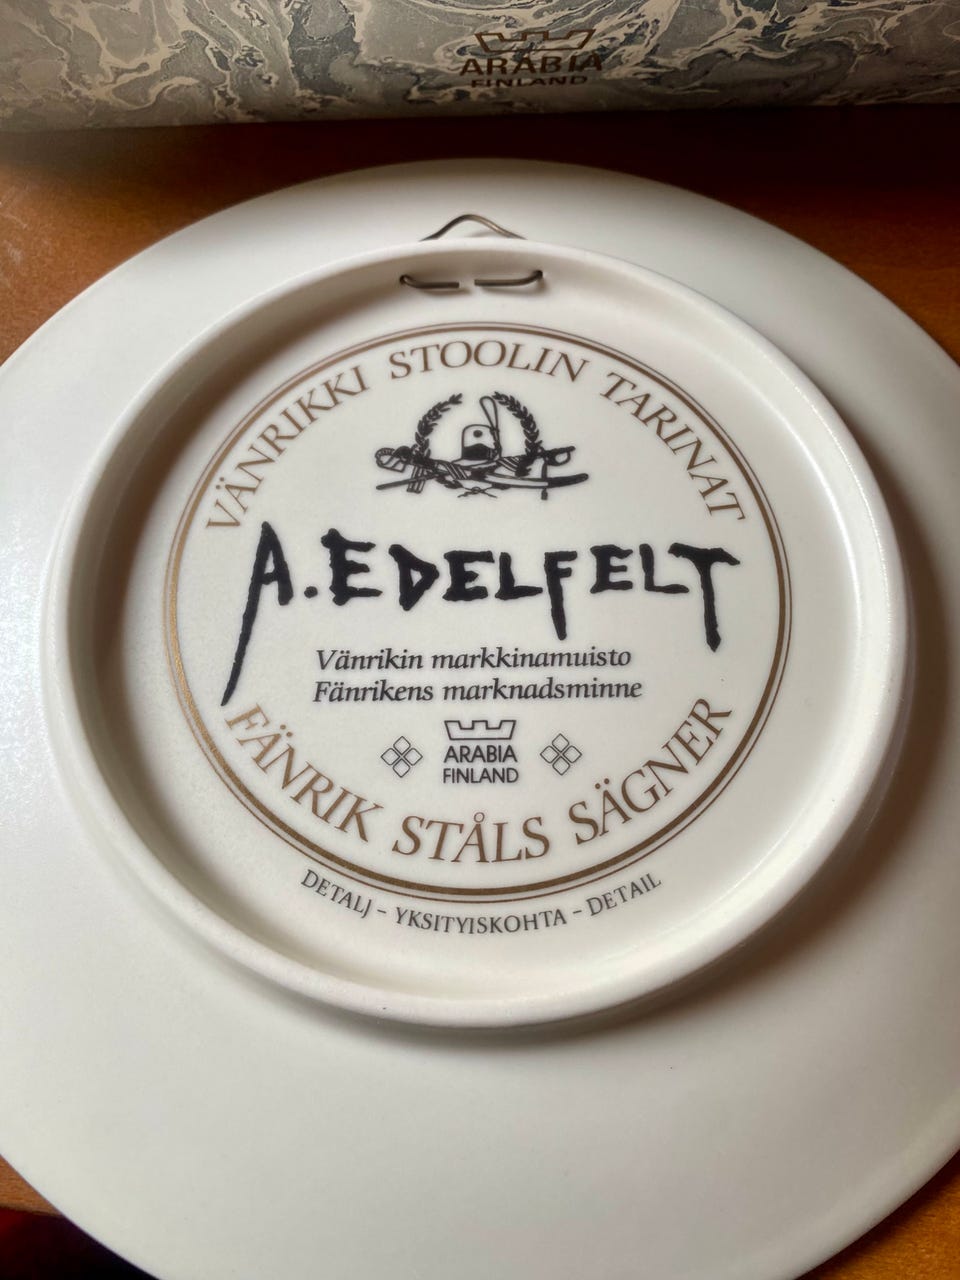 ARABIA
FINLAND
VÄNRIKKI STOOLIN TARINAT
A.EDELFELT
Vänrikin markkinamuisto
Fänrikens marknadsminne
ARABIA
FINLAND
FÄNRIK STÅLS SÄGNER
DETALJ - YKSITYISKOHTA - DETAIL